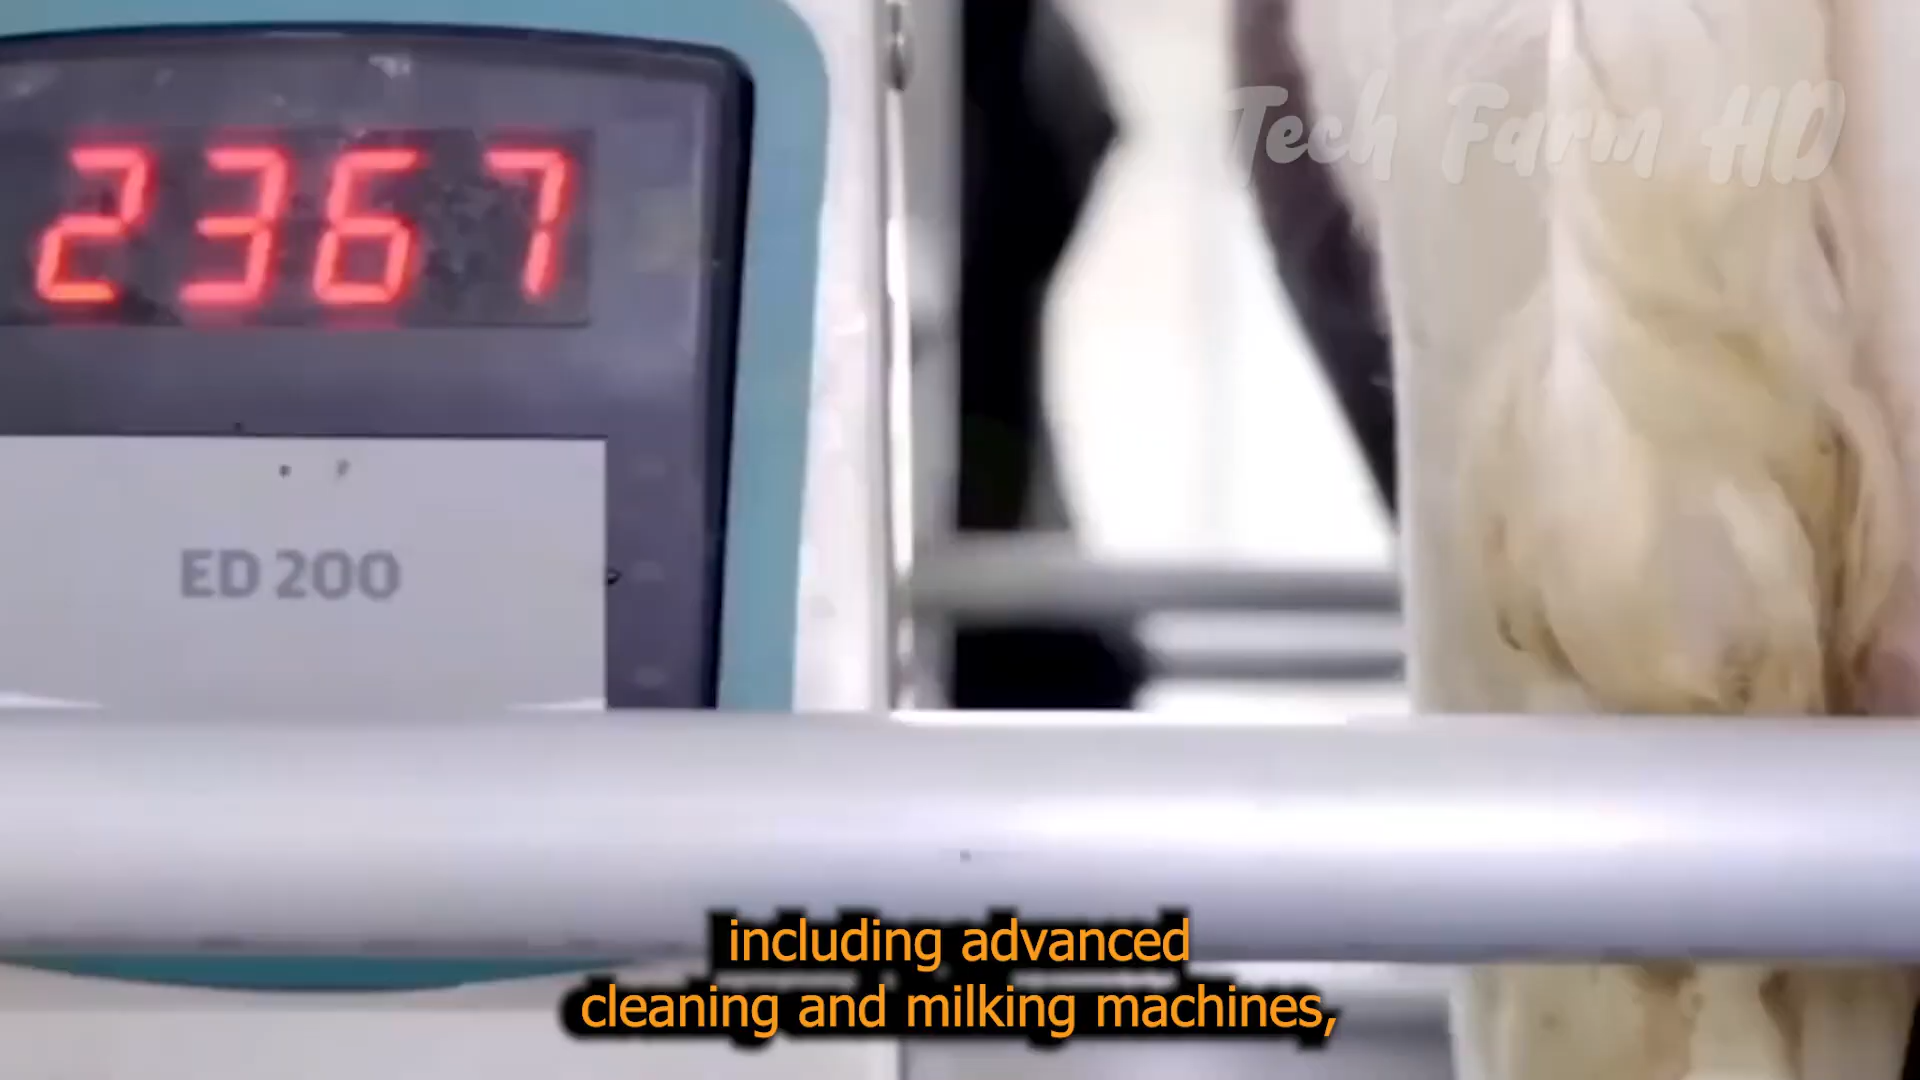 Tech Farm HD
2367
ED 200
including advanced
cleaning and milking machines,